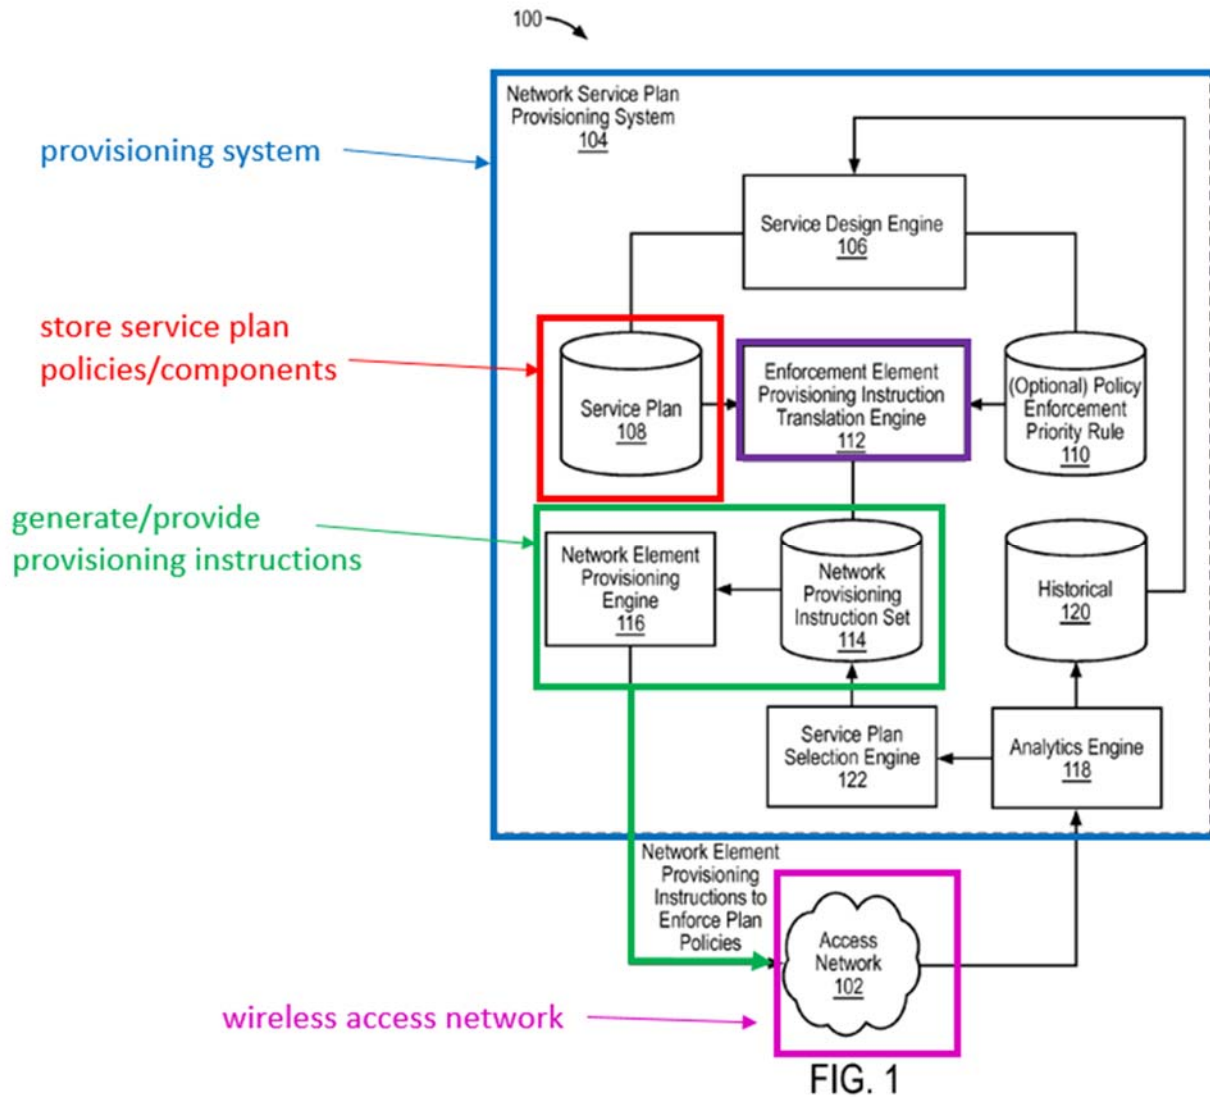 100
Network Service Plan
Provisioning System
104
provisioning system
Service Design Engine
106
store service plan
policies/components
Service Plan
108
Enforcement Element
Provisioning Instruction
Translation Engine
112
(Optional) Policy
Enforcement
Priority Rule
110
generate/provide
provisioning instructions
Network Element
Provisioning
Engine
116
Network
Provisioning
Instruction Set
114
Historical
120
Service Plan
Selection Engine
122
Analytics Engine
118
Network Element
Provisioning
Instructions to
Enforce Plan
Policies
Access
Network
102
wireless access network
FIG. 1